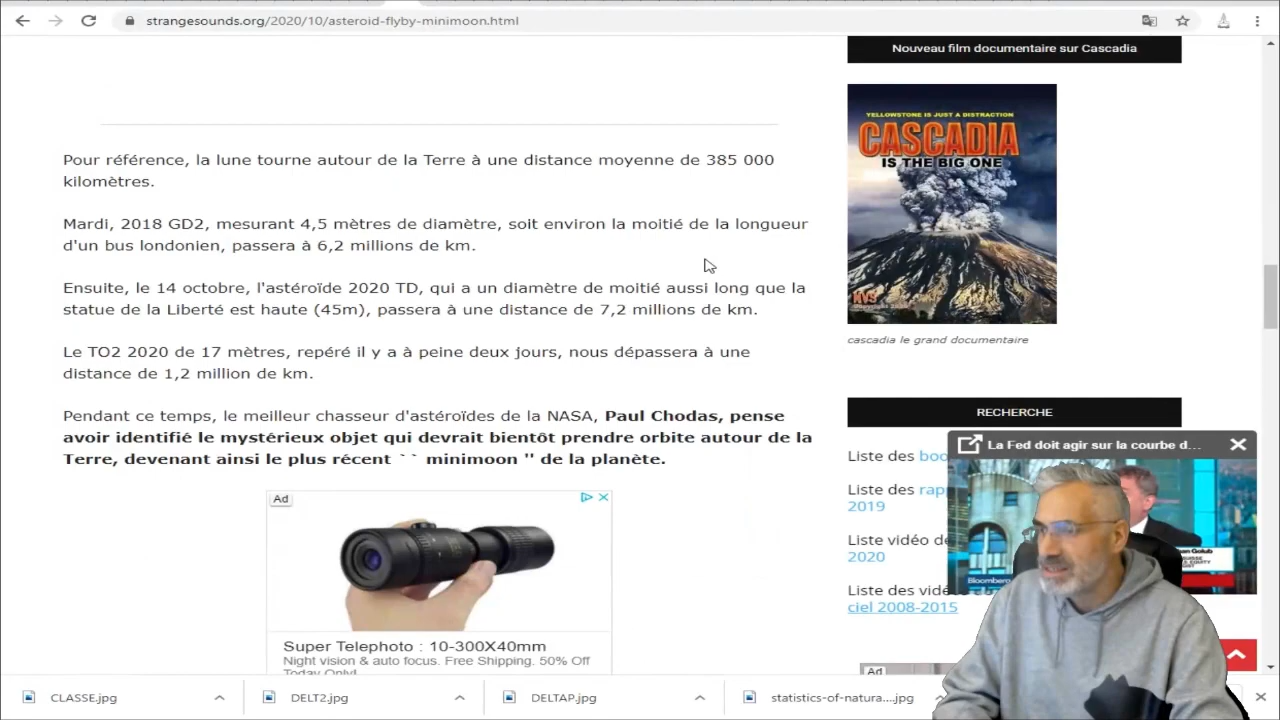 strangesounds.org/2020/10/asteroid-flyby-minimoon.html
Nouveau film documentaire sur Cascadia
YELLOWSTONE IS JUST A DISTRACTION
CASCADIA
IS THE BIG ONE
cascadia le grand documentaire
Pour référence, la lune tourne autour de la Terre à une distance moyenne de 385 000
kilomètres.
Mardi, 2018 GD2, mesurant 4,5 mètres de diamètre, soit environ la moitié de la longueur
d'un bus londonien, passera à 6,2 millions de km.
Ensuite, le 14 octobre, l'astéroïde 2020 TD, qui a un diamètre de moitié aussi long que la
statue de la Liberté est haute (45m), passera à une distance de 7,2 millions de km.
Le TO2 2020 de 17 mètres, repéré il y a à peine deux jours, nous dépassera à une
distance de 1,2 million de km.
Pendant ce temps, le meilleur chasseur d'astéroïdes de la NASA, Paul Chodas, pense
avoir identifié le mystérieux objet qui devrait bientôt prendre orbite autour de la
Terre, devenant ainsi le plus récent `` minimoon '' de la planète.
Ad
Super Telephoto : 10-300X40mm
Night vision & auto focus. Free Shipping. 50% Off
Today Only!
RECHERCHE
La Fed doit agir sur la courbe d...
Liste des boo
Liste des rap
2019
Liste vidéo de
2020
Liste des vidé
ciel 2008-2015
Bloomberg
Golub
Ad
CLASSE.jpg
DELT2.jpg
DELTAP.jpg
statistics-of-natura....jpg